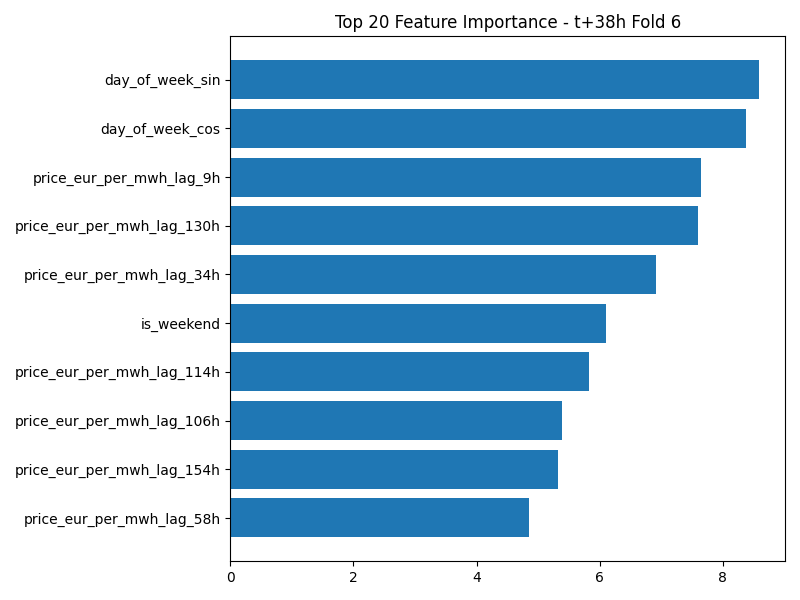 Top 20 Feature Importance - t+38h Fold 6
day_of_week_sin
day_of_week_cos
price_eur_per_mwh_lag_9h
price_eur_per_mwh_lag_130h
price_eur_per_mwh_lag_34h
is_weekend
price_eur_per_mwh_lag_114h
price_eur_per_mwh_lag_106h
price_eur_per_mwh_lag_154h
price_eur_per_mwh_lag_58h
0 2 4 6 8